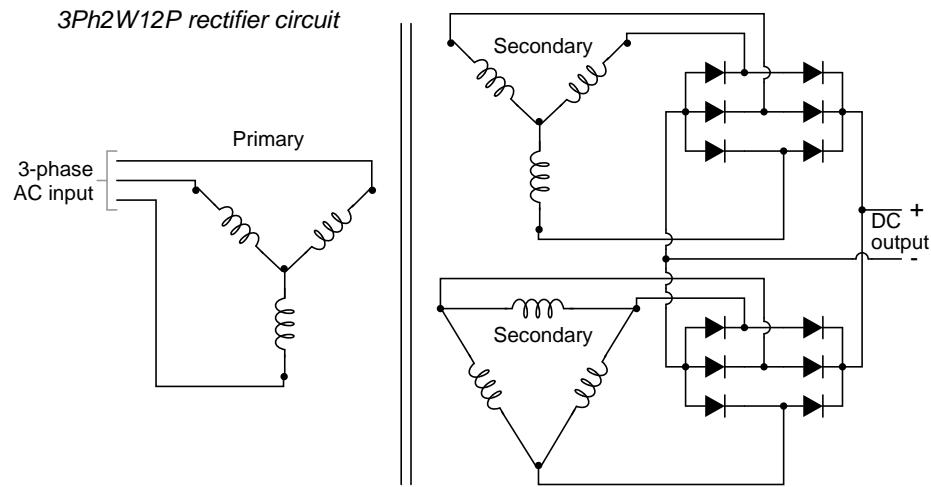 3Ph2W12P rectifier circuit
Secondary
Primary
3-phase
AC input
+
DC
output
-
Secondary